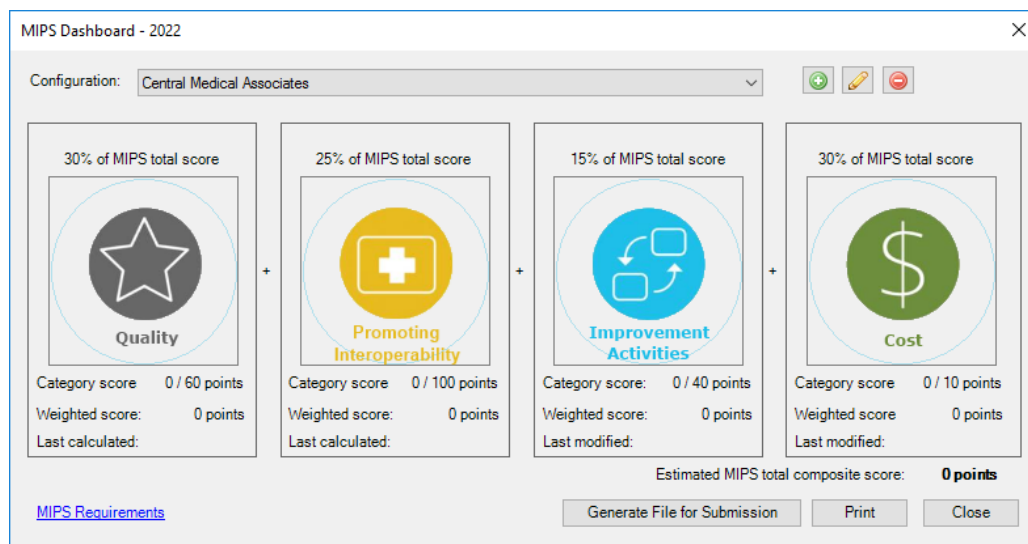 MIPS Dashboard - 2022
Configuration: Central Medical Associates
30% of MIPS total score
Quality
Category score 0 / 60 points
Weighted score: 0 points
Last calculated:
+
25% of MIPS total score
Promoting
Interoperability
Category score 0 / 100 points
Weighted score: 0 points
Last calculated:
+
15% of MIPS total score
Improvement
Activities
Category score: 0 / 40 points
Weighted score: 0 points
Last modified:
+
30% of MIPS total score
Cost
Category score 0 / 10 points
Weighted score 0 points
Last modified:
Estimated MIPS total composite score: 0 points
MIPS Requirements
Generate File for Submission
Print
Close